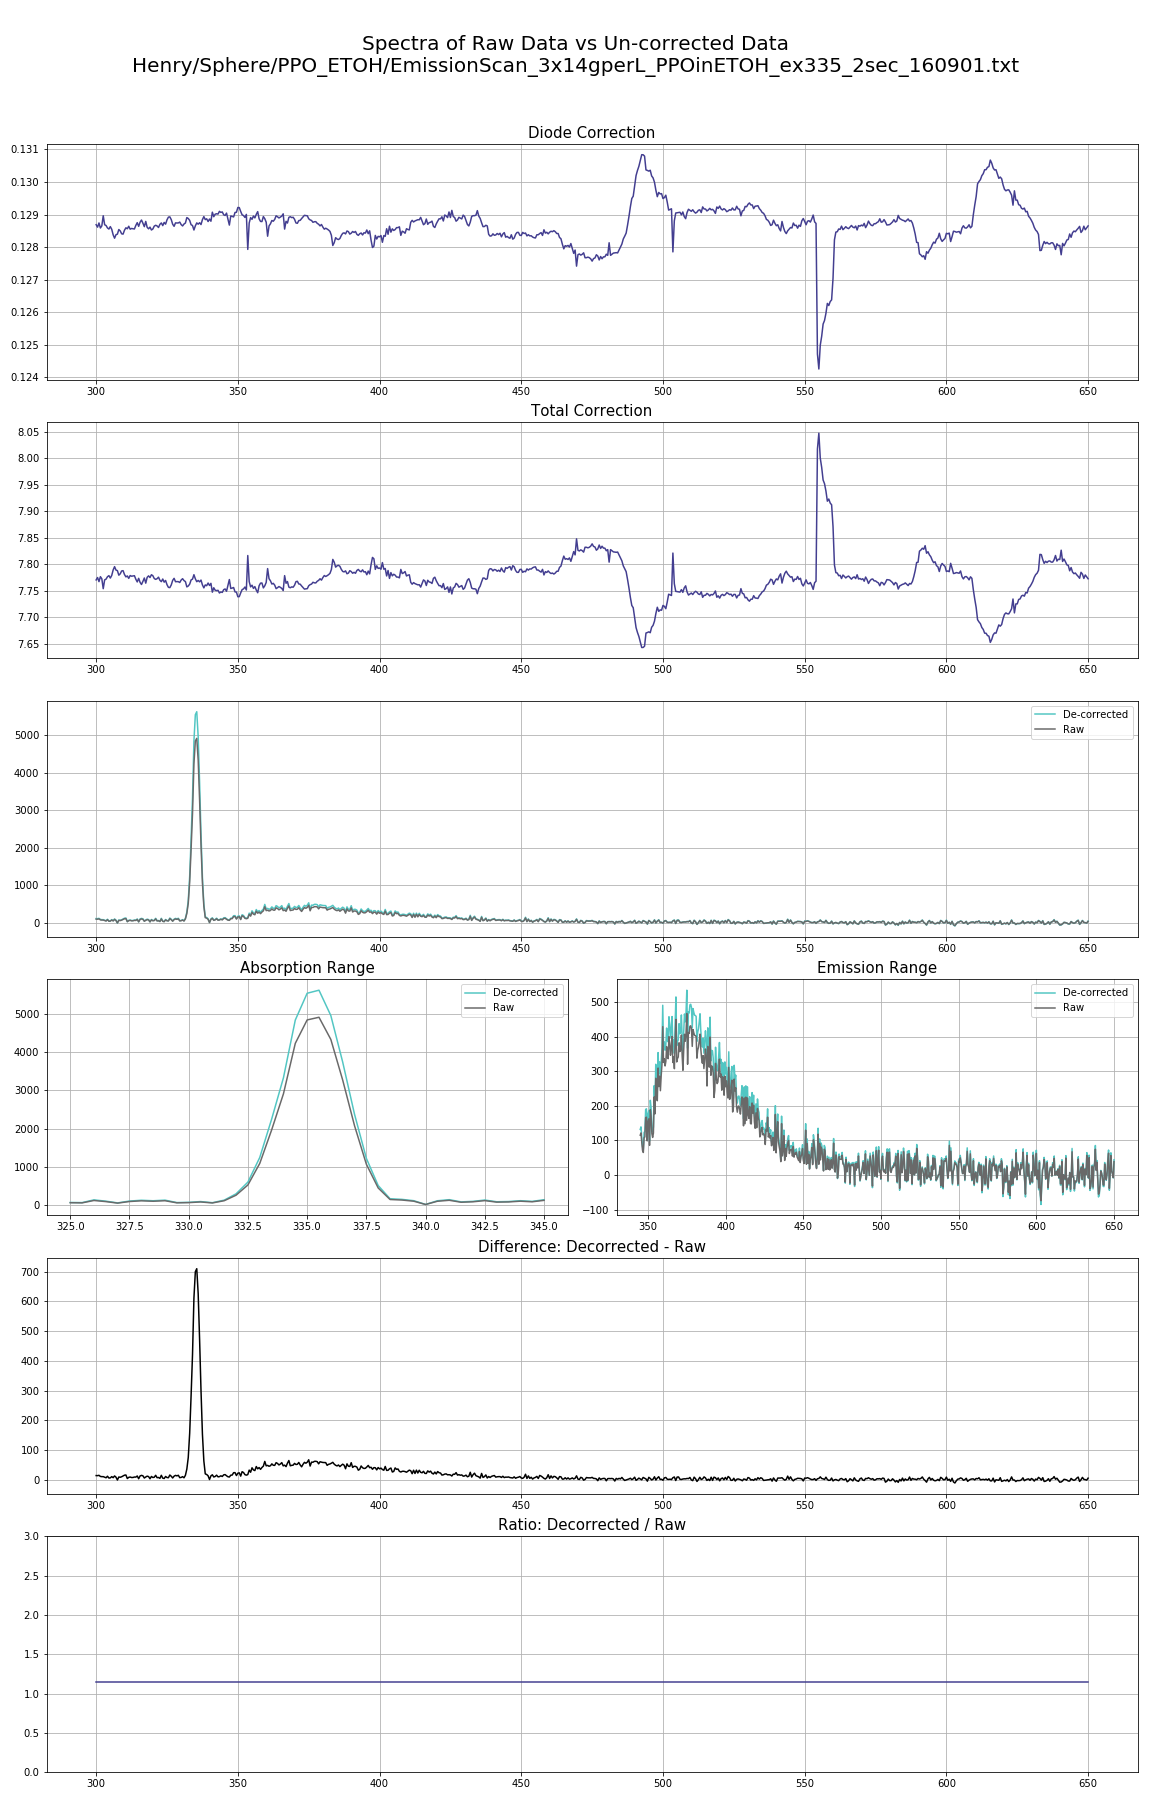 Spectra of Raw Data vs Un-corrected Data
Henry/Sphere/PPO_ETOH/EmissionScan_3x14gperL_PPOinETOH_ex335_2sec_160901.txt
Diode Correction
0.131
0.130
0.129
0.128
0.127
0.126
0.125
0.124
300 350 400 450 500 550 600 650
Total Correction
8.05
8.00
7.95
7.90
7.85
7.80
7.75
7.70
7.65
300 350 400 450 500 550 600 650
De-corrected
Raw
5000
4000
3000
2000
1000
0
300 350 400 450 500 550 600 650
Absorption Range
De-corrected
Raw
5000
4000
3000
2000
1000
0
325.0 327.5 330.0 332.5 335.0 337.5 340.0 342.5 345.0
Emission Range
De-corrected
Raw
500
400
300
200
100
0
−100
350 400 450 500 550 600 650
Difference: Decorrected - Raw
700
600
500
400
300
200
100
0
300 350 400 450 500 550 600 650
Ratio: Decorrected / Raw
3.0
2.5
2.0
1.5
1.0
0.5
0.0
300 350 400 450 500 550 600 650